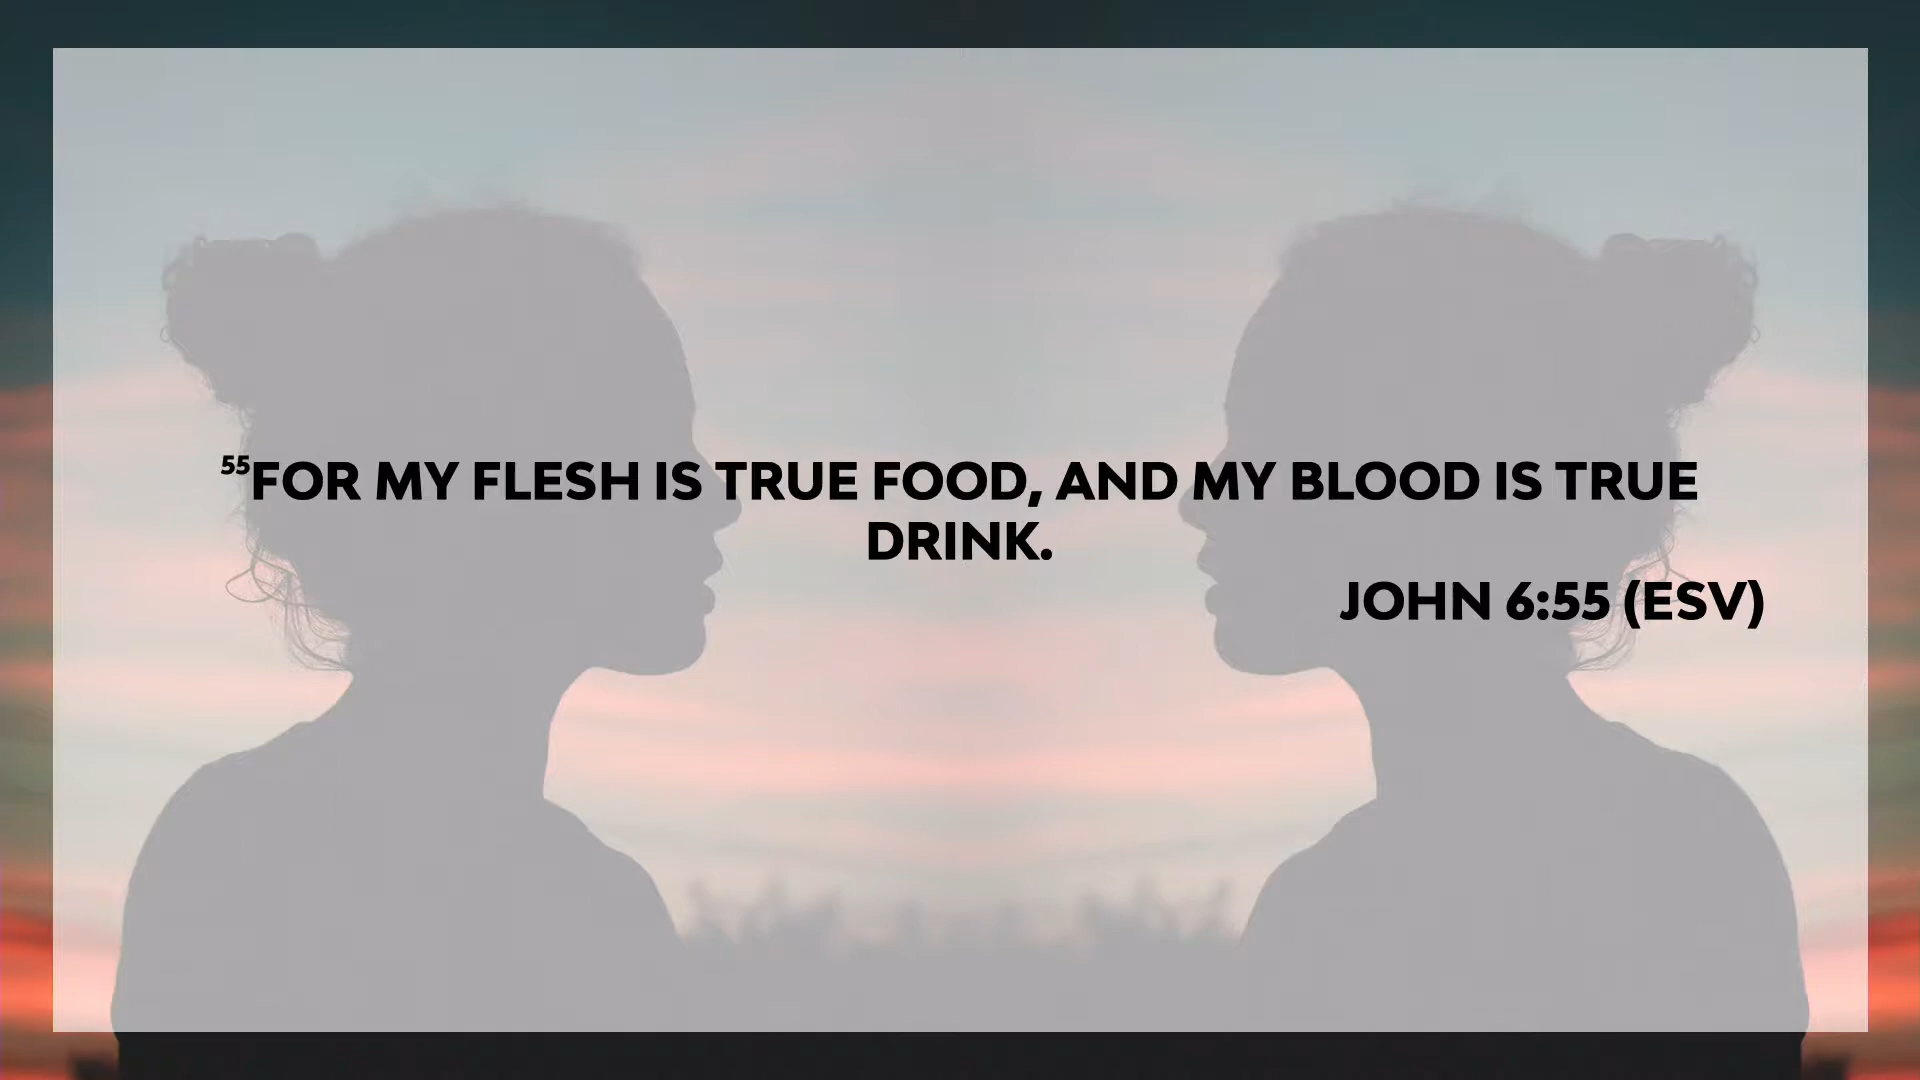 ⁵⁵FOR MY FLESH IS TRUE FOOD, AND MY BLOOD IS TRUE
DRINK.
JOHN 6:55 (ESV)